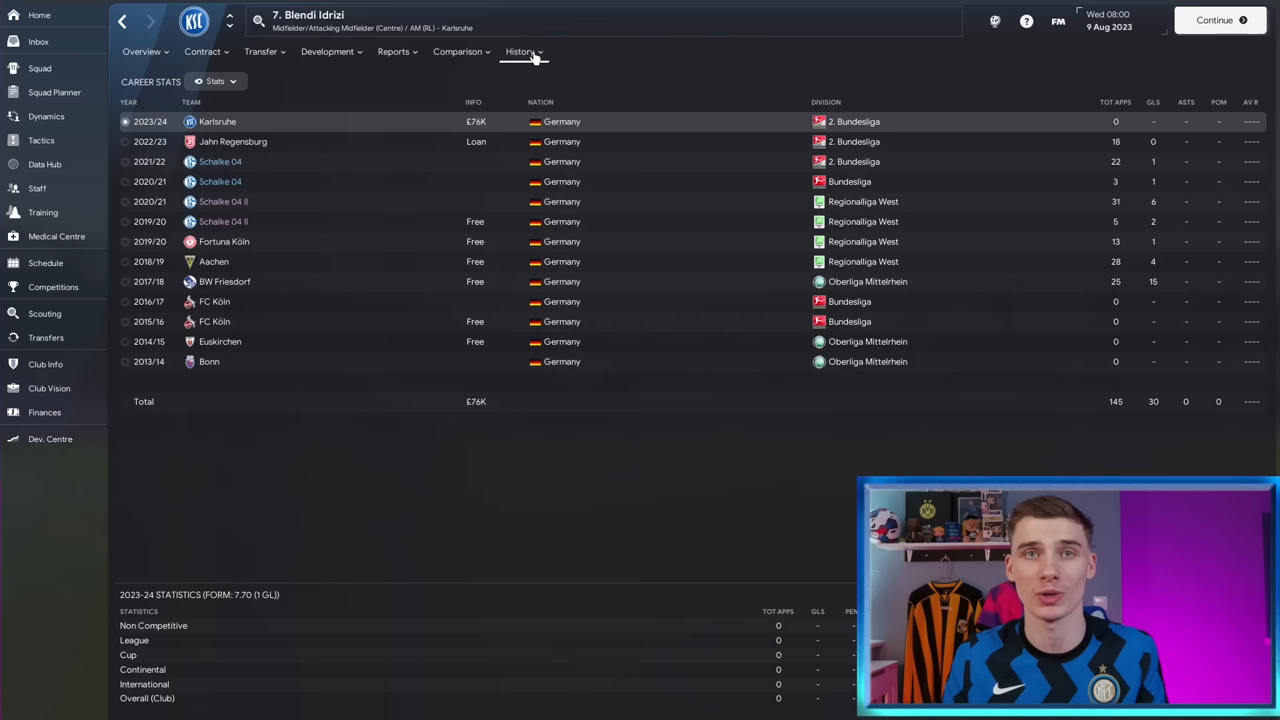 Home
Inbox
Squad
Squad Planner
Dynamics
Tactics
Data Hub
Staff
Training
Medical Centre
Schedule
Competitions
Scouting
Transfers
Club Info
Club Vision
Finances
Dev. Centre
KSC
7. Blendi Idrizi
Midfielder/Attacking Midfielder (Centre) / AM (RL) - Karlsruhe
FM
Wed 08:00
9 Aug 2023
Continue
Overview Contract Transfer Development Reports Comparison History
CAREER STATS Stats
YEAR TEAM INFO NATION DIVISION TOT APPS GLS ASTS POM AV R
2023/24 Karlsruhe £76K Germany 2. Bundesliga 0 - - - ----
2022/23 Jahn Regensburg Loan Germany 2. Bundesliga 18 0 - - ----
2021/22 Schalke 04 Germany 2. Bundesliga 22 1 - - ----
2020/21 Schalke 04 Germany Bundesliga 3 1 - - ----
2020/21 Schalke 04 II Germany Regionalliga West 31 6 - - ----
2019/20 Schalke 04 II Free Germany Regionalliga West 5 2 - - ----
2019/20 Fortuna Köln Free Germany Regionalliga West 13 1 - - ----
2018/19 Aachen Free Germany Regionalliga West 28 4 - - ----
2017/18 BW Friesdorf Free Germany Oberliga Mittelrhein 25 15 - - ----
2016/17 FC Köln Germany Bundesliga 0 - - - ----
2015/16 FC Köln Free Germany Bundesliga 0 - - - ----
2014/15 Euskirchen Free Germany Oberliga Mittelrhein 0 - - - ----
2013/14 Bonn Germany Oberliga Mittelrhein 0 - - - ----
Total £76K 145 30 0 0 ----
2023-24 STATISTICS (FORM: 7.70 (1 GL))
STATISTICS TOT APPS GLS PEN
Non Competitive 0 - -
League 0 - -
Cup 0 - -
Continental 0 - -
International 0 - -
Overall (Club) 0 - -